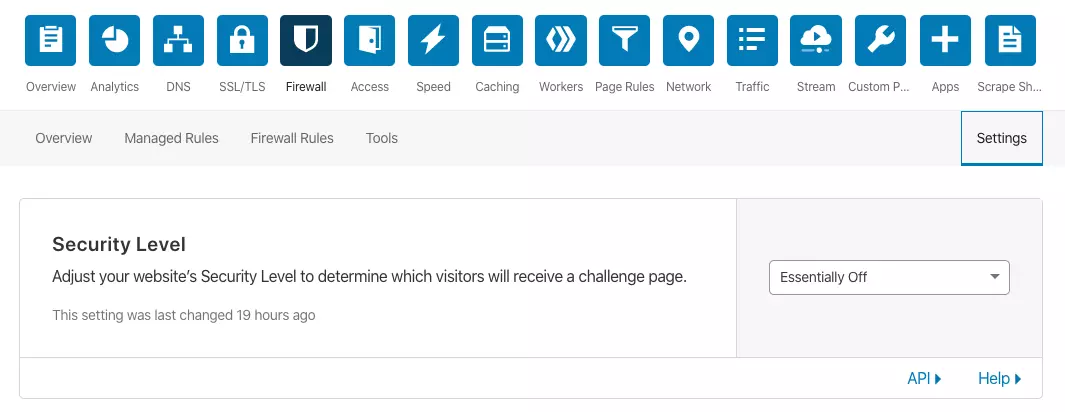 Overview Analytics DNS SSL/TLS Firewall Access Speed Caching Workers Page Rules Network Traffic Stream Custom P... Apps Scrape Sh...
Overview Managed Rules Firewall Rules Tools Settings
Security Level
Adjust your website’s Security Level to determine which visitors will receive a challenge page.
Essentially Off
This setting was last changed 19 hours ago
API Help